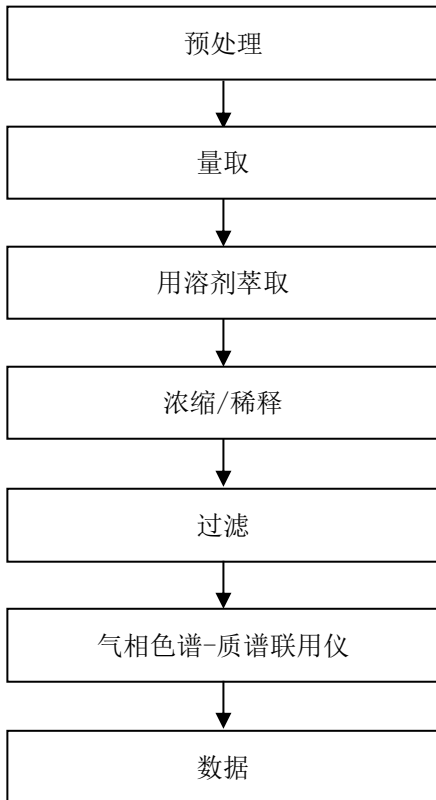 预处理
量取
用溶剂萃取
浓缩/稀释
过滤
气相色谱-质谱联用仪
数据